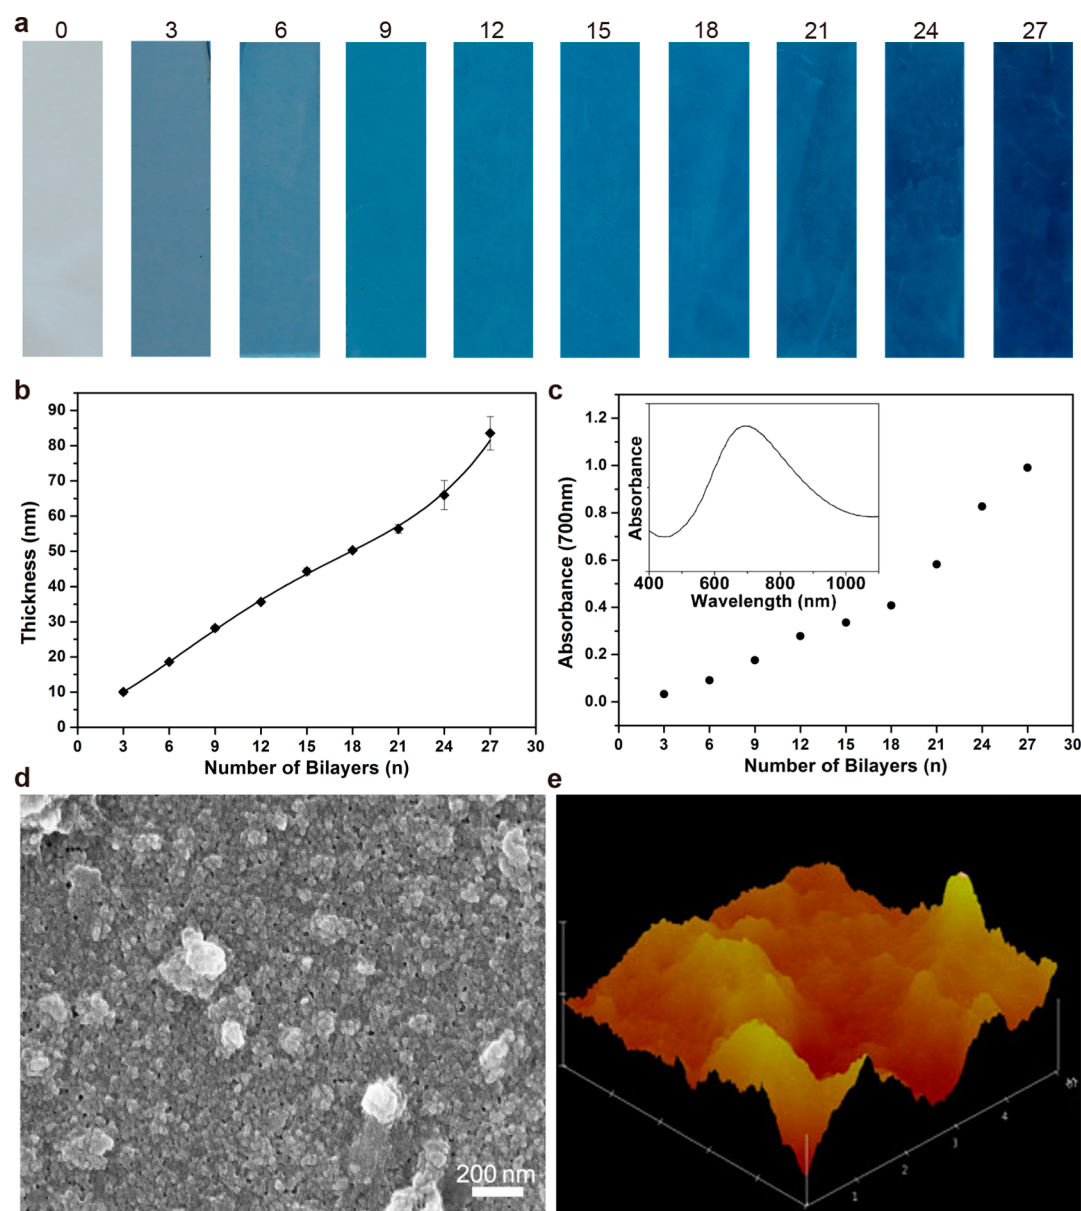 a
0 3 6 9 12 15 18 21 24 27
b
90
80
70
60
50
40
30
20
10
0
Thickness (nm)
0 3 6 9 12 15 18 21 24 27 30
Number of Bilayers (n)
c
1.2
1.0
0.8
0.6
0.4
0.2
0.0
Absorbance (700nm)
Absorbance
400 600 800 1000
Wavelength (nm)
0 3 6 9 12 15 18 21 24 27 30
Number of Bilayers (n)
d
200 nm
e
1
2
3
4